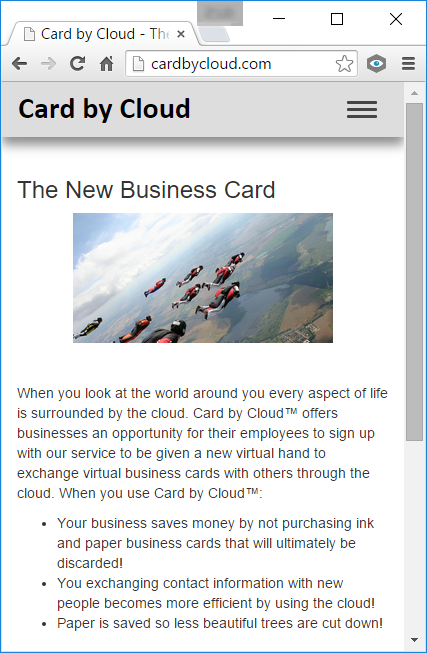 Card by Cloud - The
cardbycloud.com
Card by Cloud
The New Business Card
When you look at the world around you every aspect of life
is surrounded by the cloud. Card by Cloud™ offers
businesses an opportunity for their employees to sign up
with our service to be given a new virtual hand to
exchange virtual business cards with others through the
cloud. When you use Card by Cloud™:
• Your business saves money by not purchasing ink
and paper business cards that will ultimately be
discarded!
• You exchanging contact information with new
people becomes more efficient by using the cloud!
• Paper is saved so less beautiful trees are cut down!